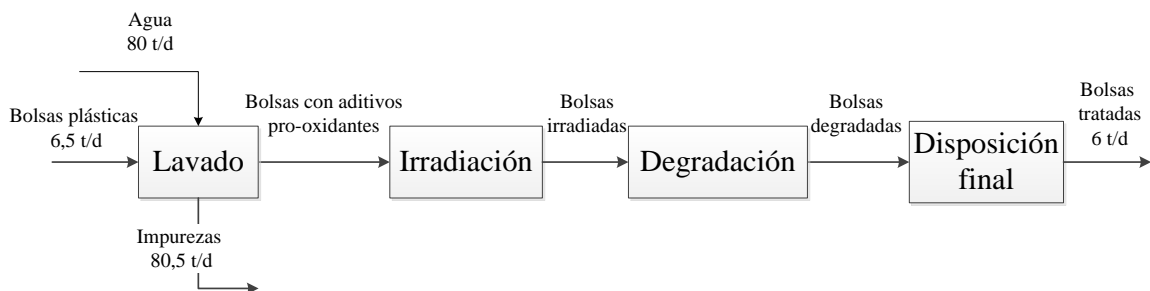 Agua
80 t/d
Bolsas plásticas
6,5 t/d
Lavado
Impurezas
80,5 t/d
Bolsas con aditivos
pro-oxidantes
Irradiación
Bolsas
irradiadas
Degradación
Bolsas
degradadas
Disposición
final
Bolsas
tratadas
6 t/d